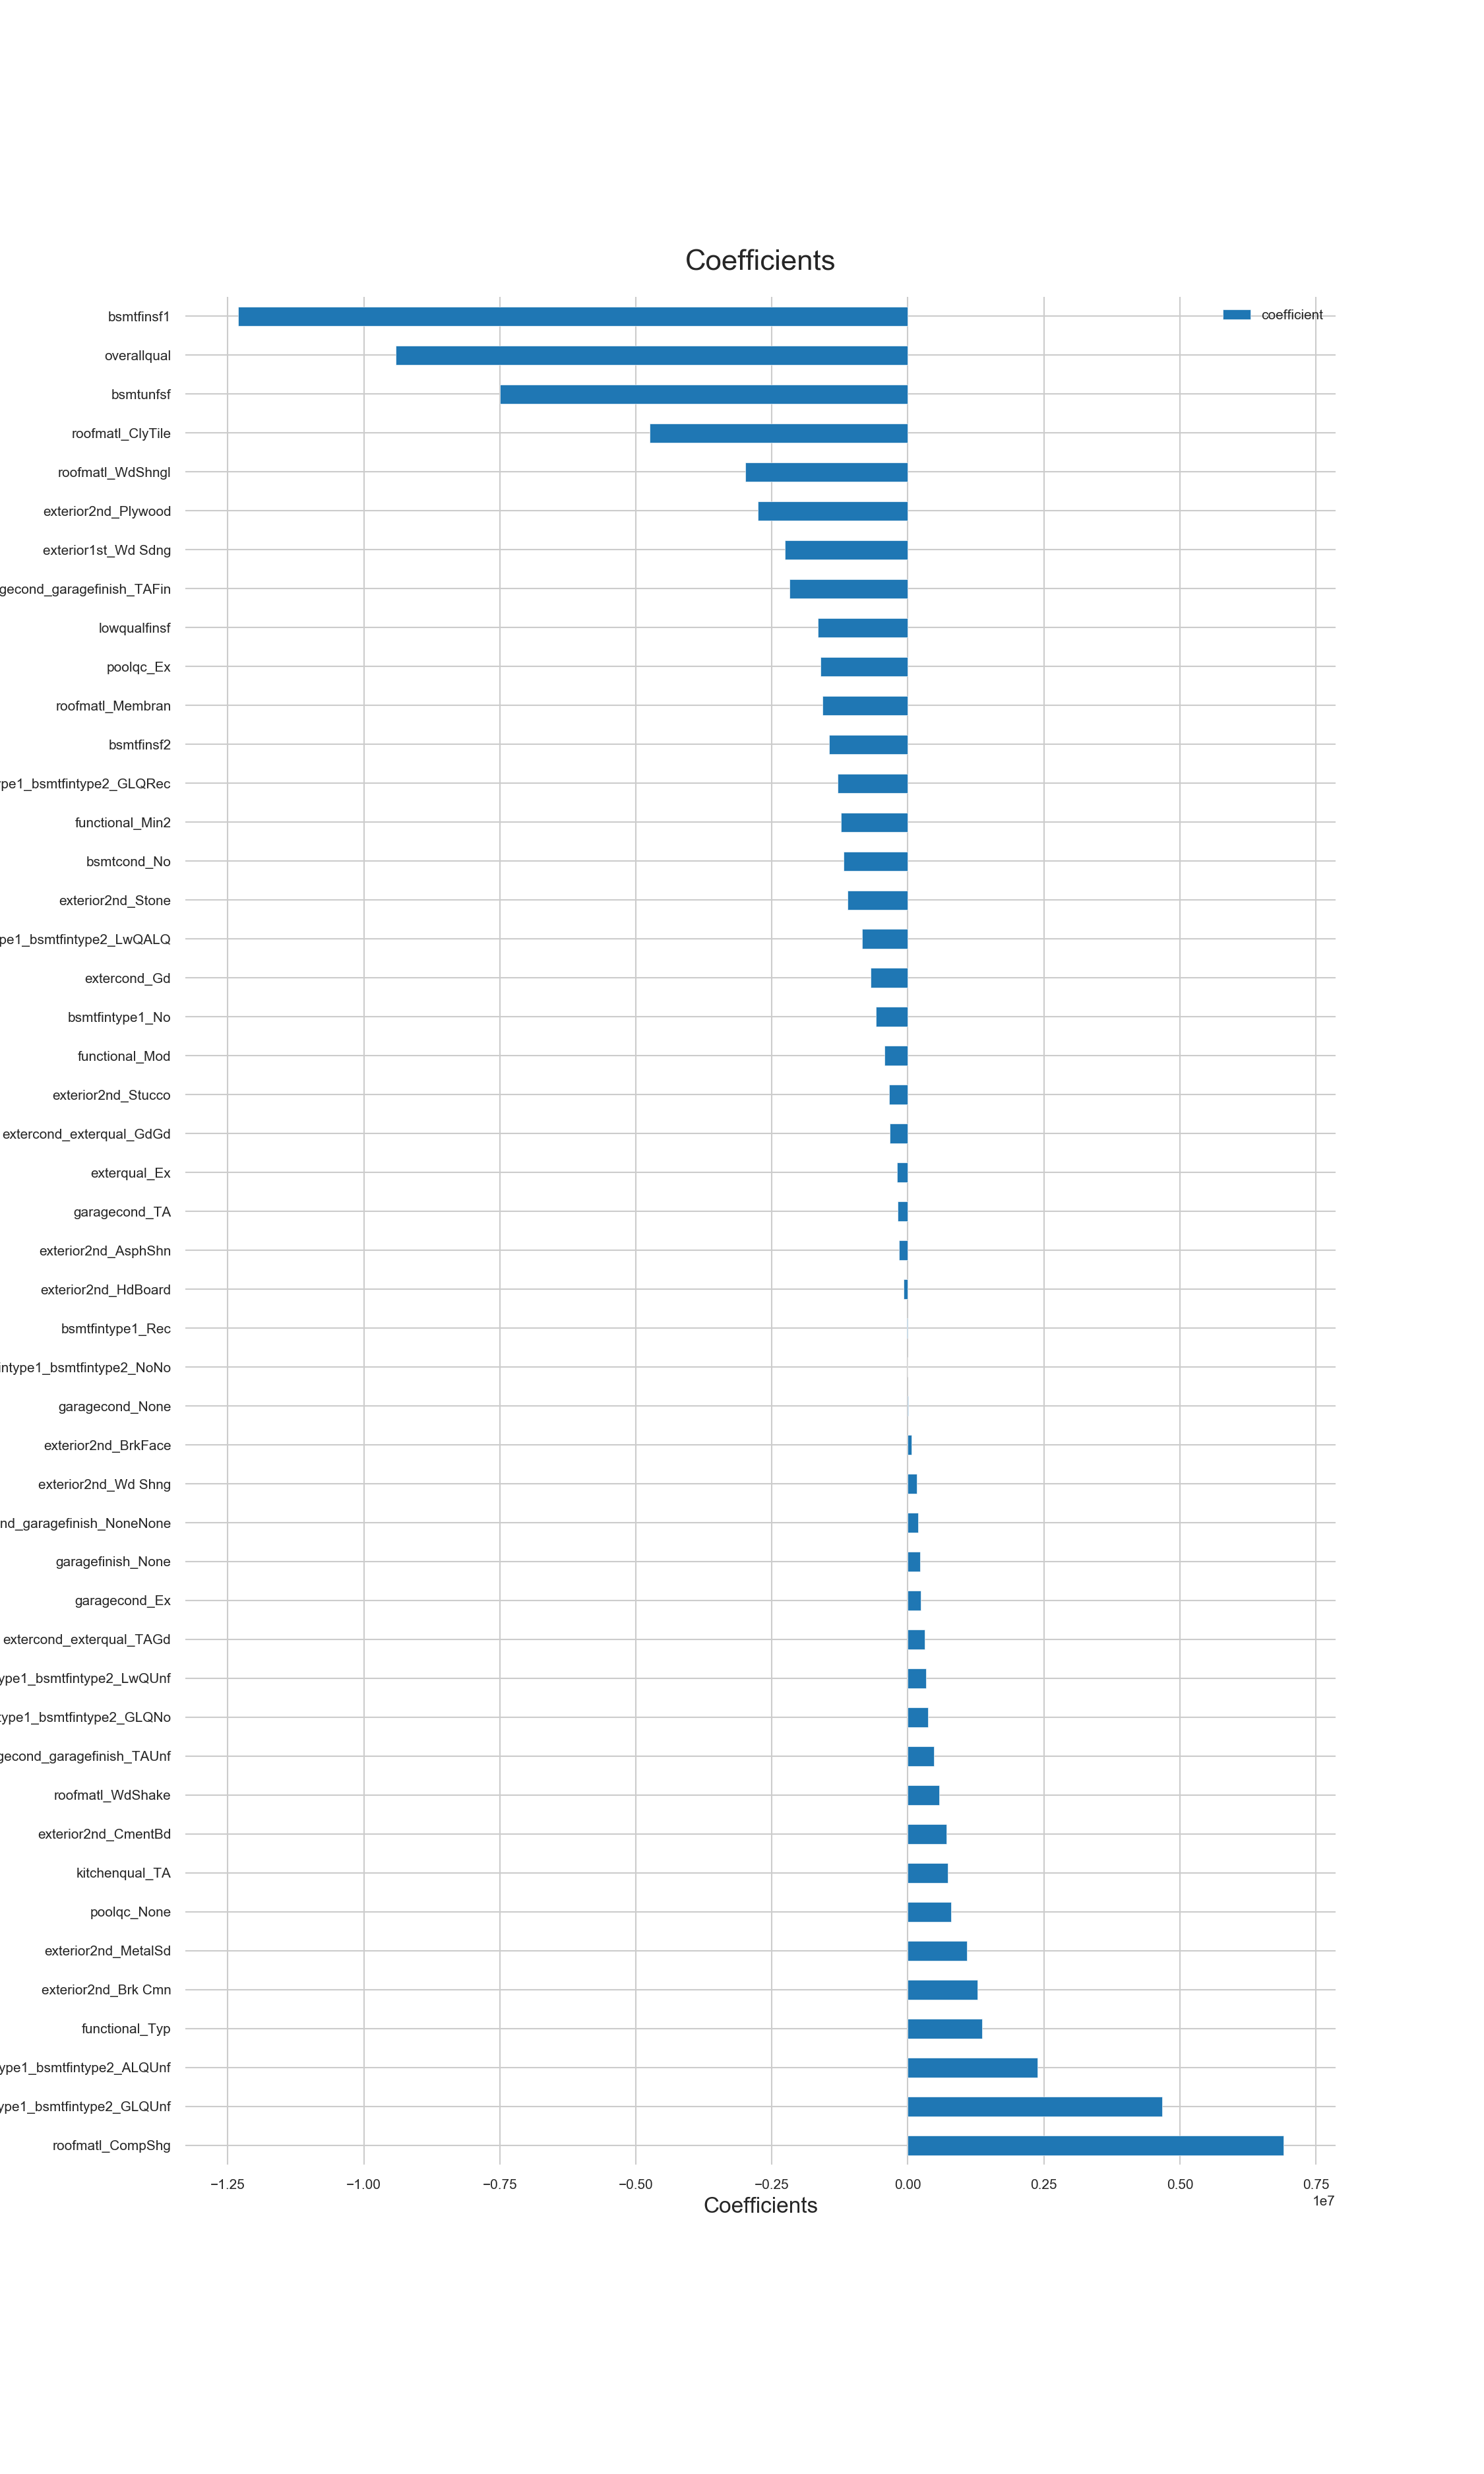 Coefficients
coefficient
bsmtfinsf1
overallqual
bsmtunfsf
roofmatl_ClyTile
roofmatl_WdShngl
exterior2nd_Plywood
exterior1st_Wd Sdng
gecond_garagefinish_TAFin
lowqualfinsf
poolqc_Ex
roofmatl_Membran
bsmtfinsf2
ype1_bsmtfintype2_GLQRec
functional_Min2
bsmtcond_No
exterior2nd_Stone
pe1_bsmtfintype2_LwQALQ
extercond_Gd
bsmtfintype1_No
functional_Mod
exterior2nd_Stucco
extercond_exterqual_GdGd
exterqual_Ex
garagecond_TA
exterior2nd_AsphShn
exterior2nd_HdBoard
bsmtfintype1_Rec
intype1_bsmtfintype2_NoNo
garagecond_None
exterior2nd_BrkFace
exterior2nd_Wd Shng
nd_garagefinish_NoneNone
garagefinish_None
garagecond_Ex
extercond_exterqual_TAGd
ype1_bsmtfintype2_LwQUnf
type1_bsmtfintype2_GLQNo
gecond_garagefinish_TAUnf
roofmatl_WdShake
exterior2nd_CmentBd
kitchenqual_TA
poolqc_None
exterior2nd_MetalSd
exterior2nd_Brk Cmn
functional_Typ
ype1_bsmtfintype2_ALQUnf
ype1_bsmtfintype2_GLQUnf
roofmatl_CompShg
−1.25 −1.00 −0.75 −0.50 −0.25 0.00 0.25 0.50 0.75
1e7
Coefficients